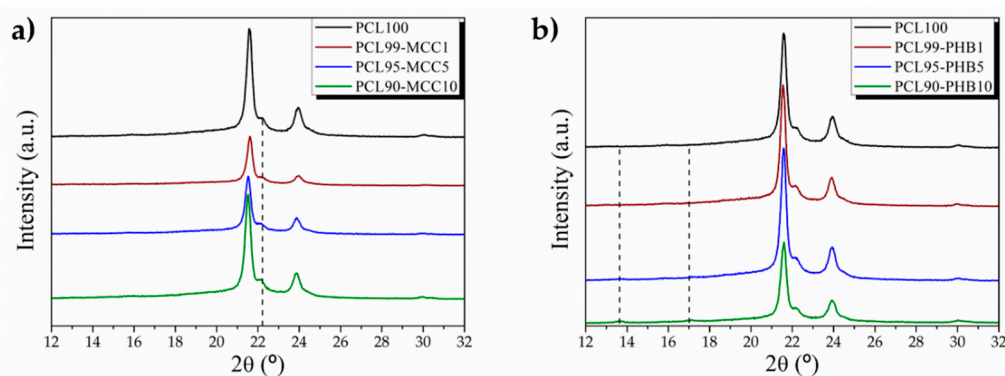 a)
PCL100
PCL99-MCC1
PCL95-MCC5
PCL90-MCC10
Intensity (a.u.)
12 14 16 18 20 22 24 26 28 30 32
2θ (º)
b)
PCL100
PCL99-PHB1
PCL95-PHB5
PCL90-PHB10
Intensity (a.u.)
12 14 16 18 20 22 24 26 28 30 32
2θ (º)